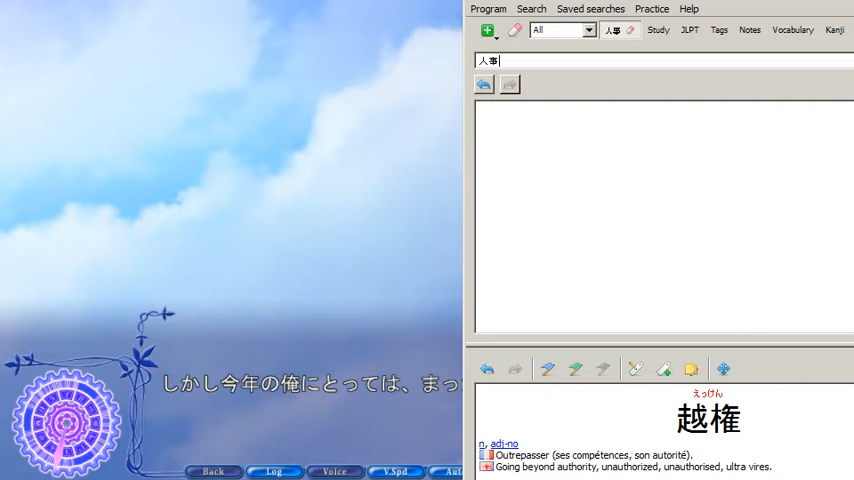 Program Search Saved searches Practice Help
All 人事 Study JLPT Tags Notes Vocabulary Kanji
人事
しかし今年の俺にとっては、まっ
Back Log Voice V.Spd Aut
えっけん
越権
n, adj-no
Outrepasser (ses compétences, son autorité).
Going beyond authority, unauthorized, unauthorised, ultra vires.